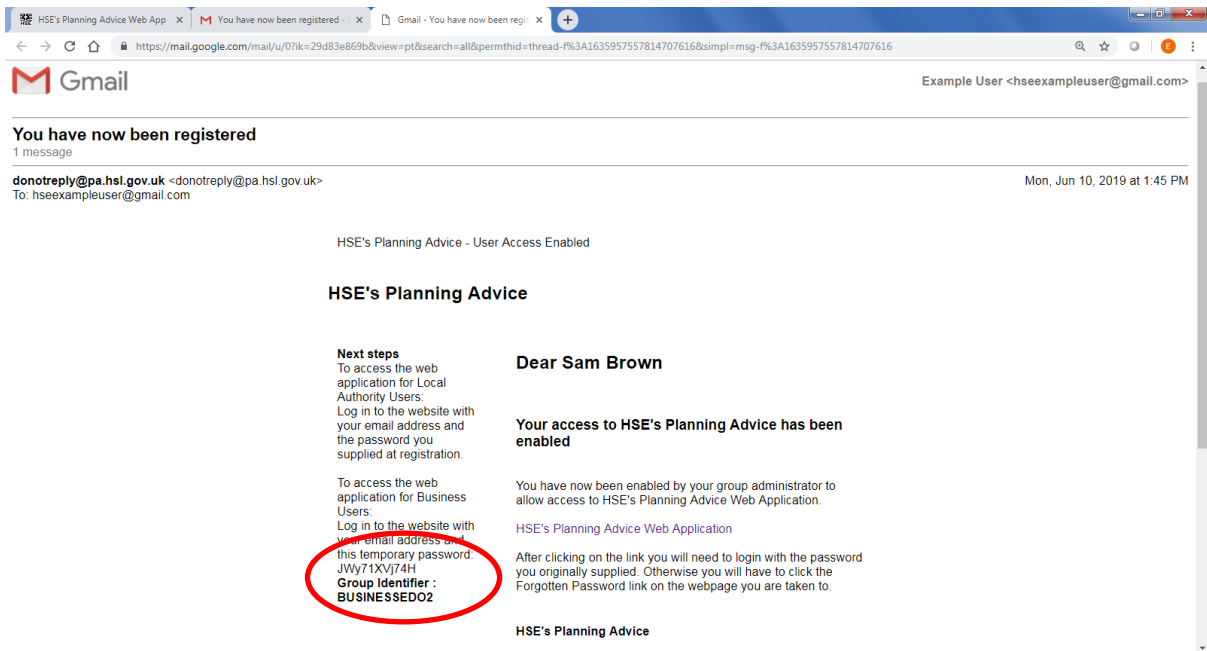 HSE's Planning Advice Web App
You have now been registered -
Gmail - You have now been regis
https://mail.google.com/mail/u/0?ik=29d83e869b&view=pt&search=all&permthid=thread-f%3A1635957557814707616&simpl=msg-f%3A1635957557814707616
E
Gmail
Example User <hseexampleuser@gmail.com>
You have now been registered
1 message
donotreply@pa.hsl.gov.uk <donotreply@pa.hsl.gov.uk>
Mon, Jun 10, 2019 at 1:45 PM
To: hseexampleuser@gmail.com
HSE's Planning Advice - User Access Enabled
HSE's Planning Advice
Next steps
To access the web
application for Local
Authority Users:
Log in to the website with
your email address and
the password you
supplied at registration.
To access the web
application for Business
Users:
Log in to the website with
your email address and
this temporary password:
JWy71XVj74H
Group Identifier :
BUSINESSEDO2
Dear Sam Brown
Your access to HSE's Planning Advice has been
enabled
You have now been enabled by your group administrator to
allow access to HSE's Planning Advice Web Application.
HSE's Planning Advice Web Application
After clicking on the link you will need to login with the password
you originally supplied. Otherwise you will have to click the
Forgotten Password link on the webpage you are taken to.
HSE's Planning Advice